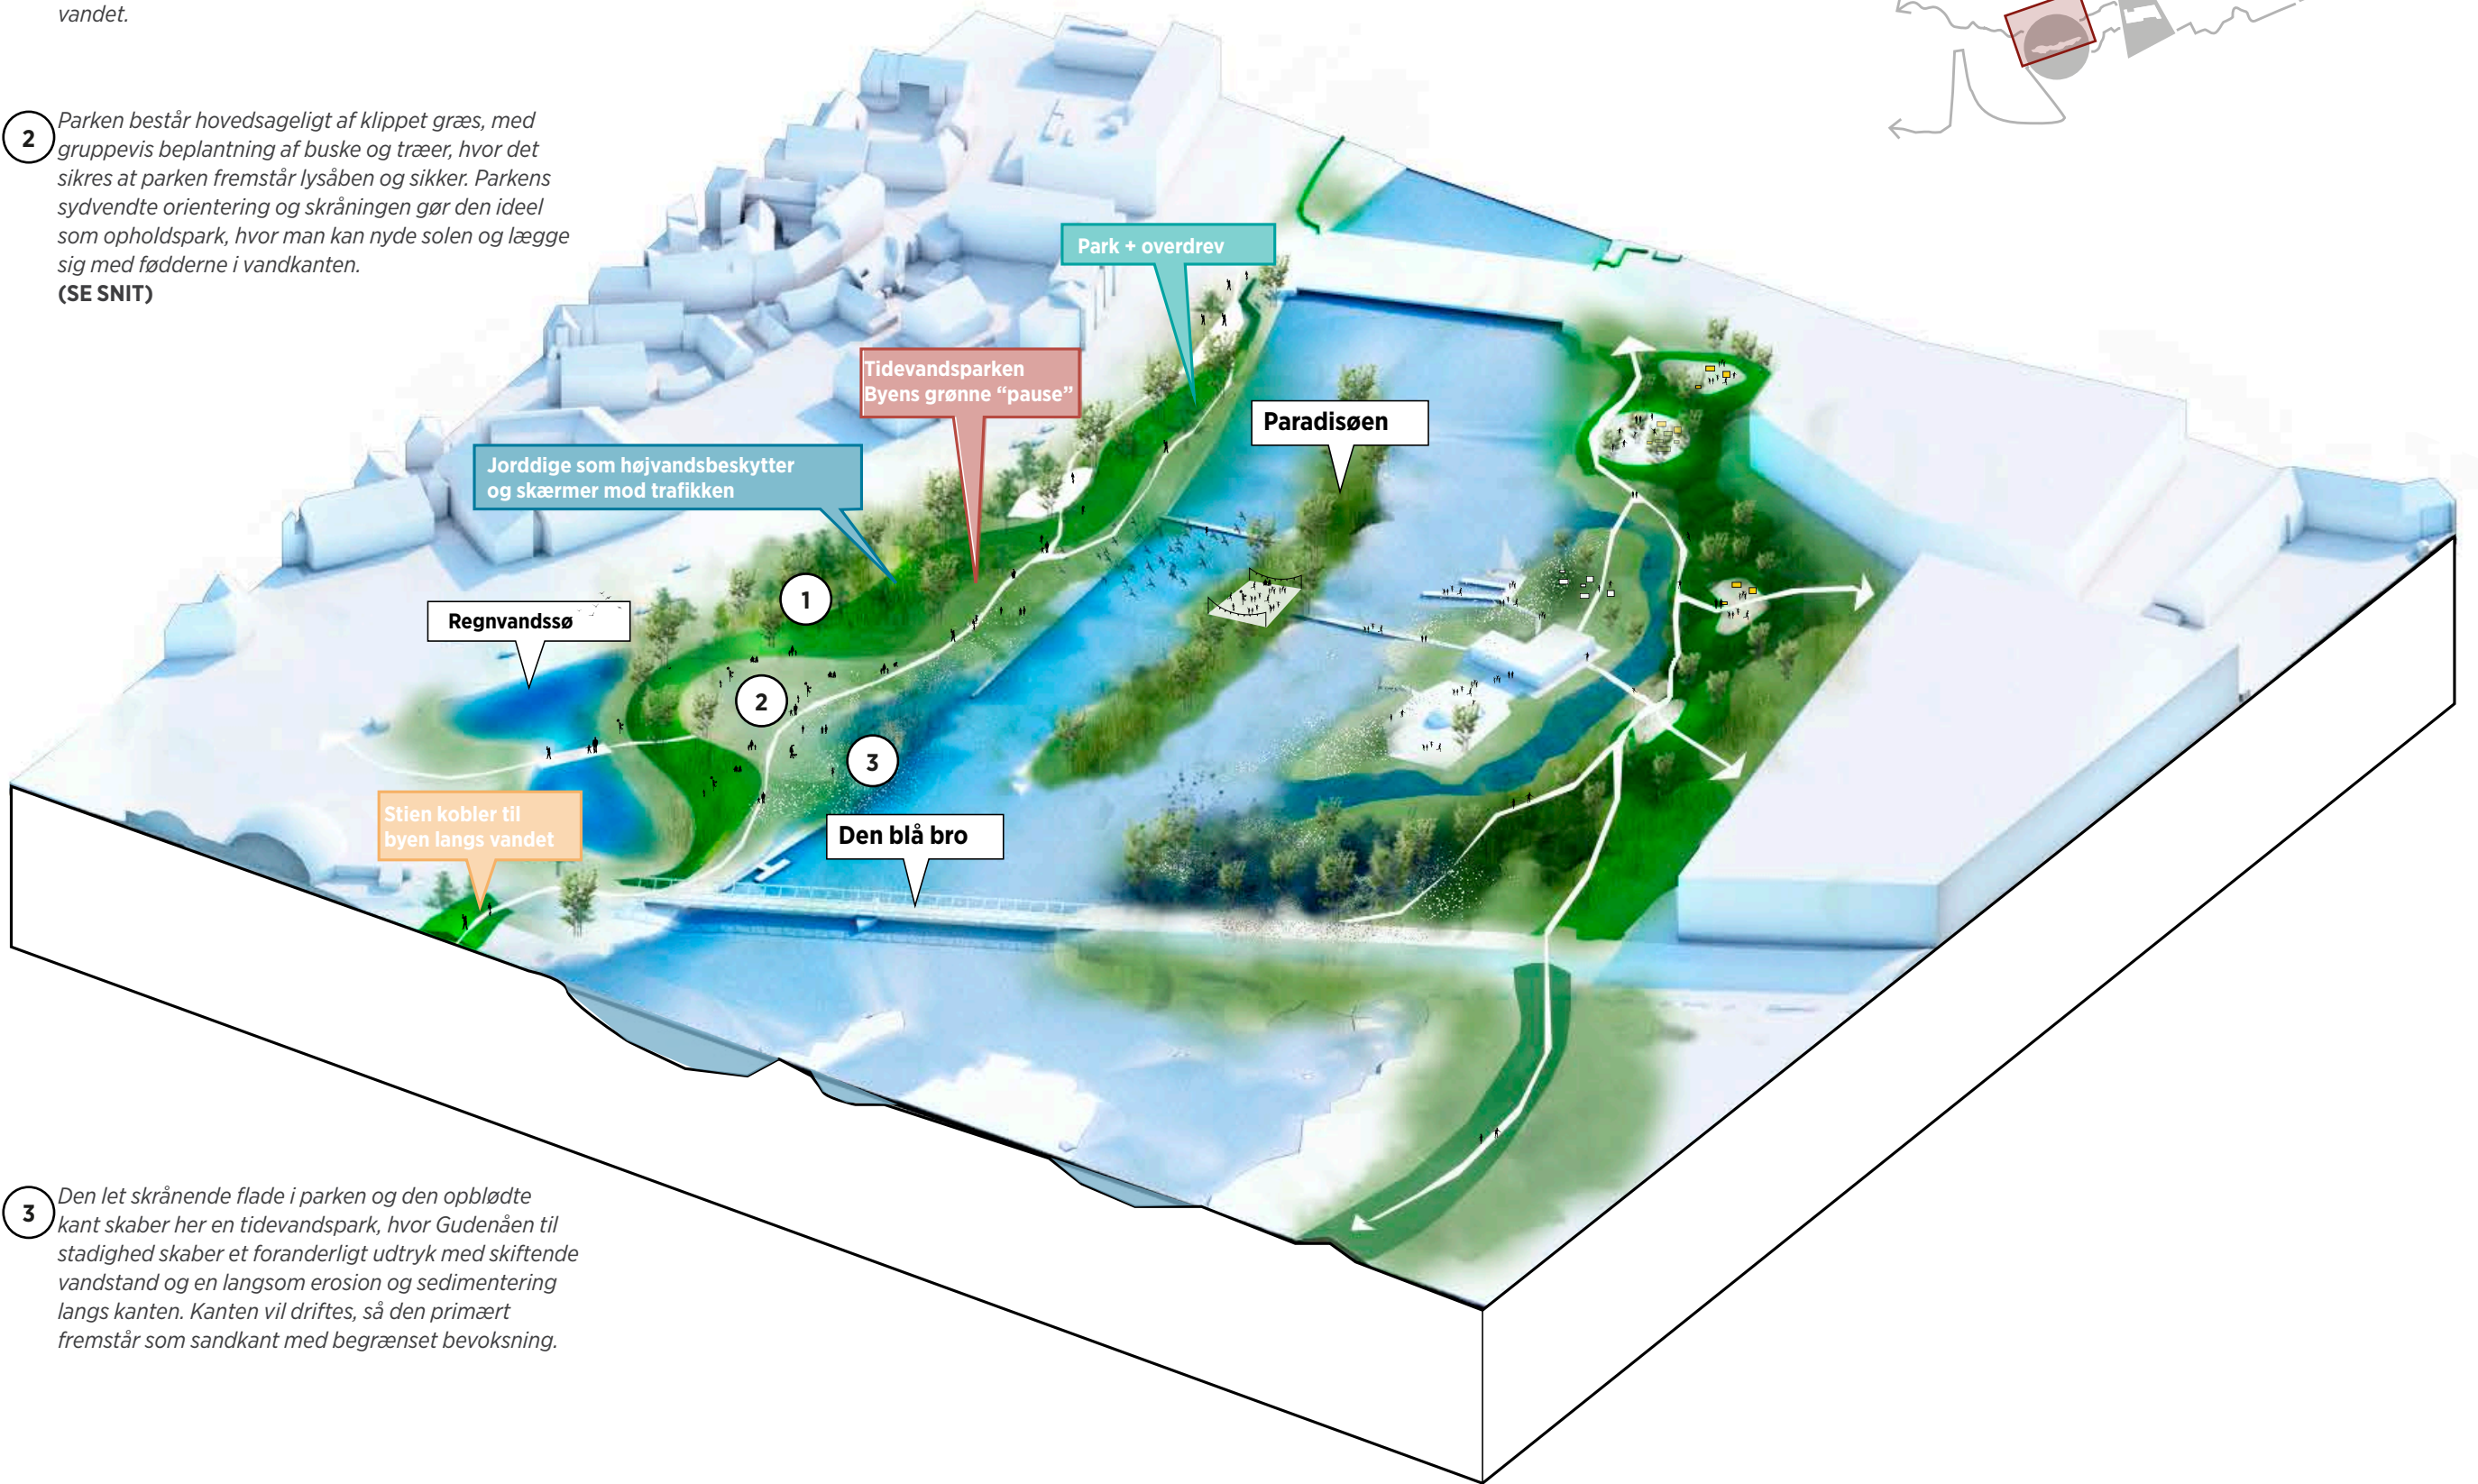 vandet.
2
Parken består hovedsageligt af klippet græs, med
gruppevis beplantning af buske og træer, hvor det
sikres at parken fremstår lysåben og sikker. Parkens
sydvendte orientering og skråningen gør den ideel
som opholdspark, hvor man kan nyde solen og lægge
sig med fødderne i vandkanten.
(SE SNIT)
Park + overdrev
Tidevandsparken
Byens grønne “pause”
Paradisøen
Jorddige som højvandsbeskytter
og skærmer mod trafikken
1
Regnvandssø
2
3
Stien kobler til
byen langs vandet
Den blå bro
3
Den let skrånende flade i parken og den opblødte
kant skaber her en tidevandspark, hvor Gudenåen til
stadighed skaber et foranderligt udtryk med skiftende
vandstand og en langsom erosion og sedimentering
langs kanten. Kanten vil driftes, så den primært
fremstår som sandkant med begrænset bevoksning.